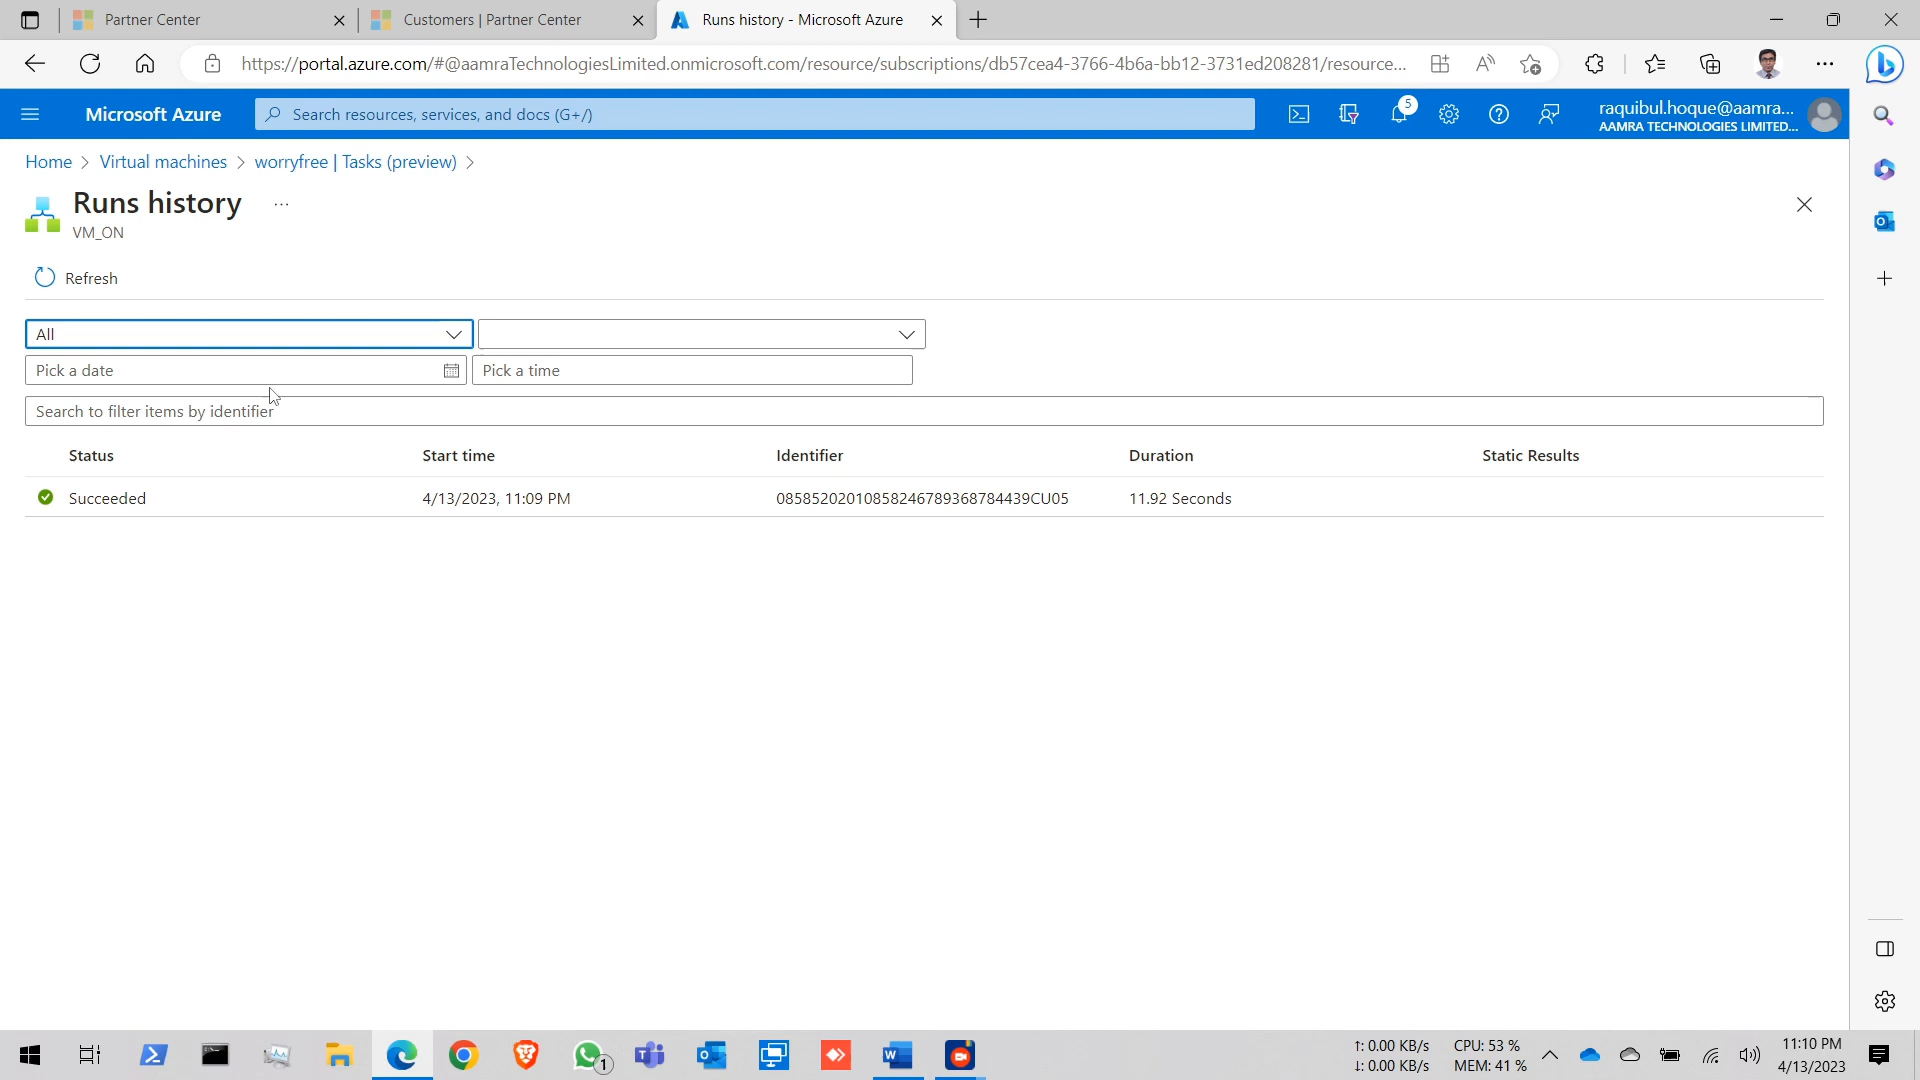 Partner Center
Customers | Partner Center
Runs history - Microsoft Azure
https://portal.azure.com/#@aamraTechnologiesLimited.onmicrosoft.com/resource/subscriptions/db57cea4-3766-4b6a-bb12-3731ed208281/resource...
Microsoft Azure
Search resources, services, and docs (G+/)
5
raquibul.hoque@aamra...
AAMRA TECHNOLOGIES LIMITED...
Home > Virtual machines > worryfree | Tasks (preview) >
Runs history ...
VM_ON
Refresh
All
Pick a date
Pick a time
Search to filter items by identifier
Status Start time Identifier Duration Static Results
Succeeded 4/13/2023, 11:09 PM 08585202010858246789368784439CU05 11.92 Seconds
1
↑: 0.00 KB/s CPU: 53 % 11:10 PM
↓: 0.00 KB/s MEM: 41 % 4/13/2023